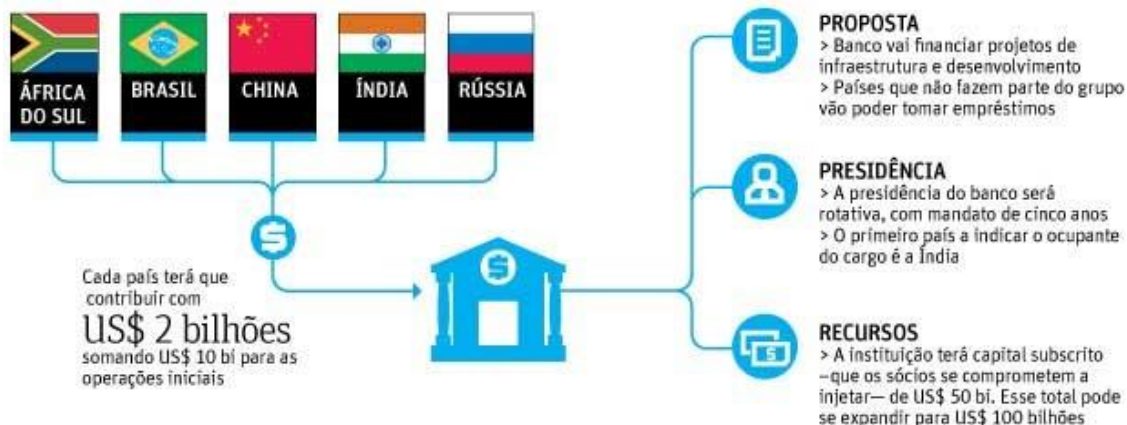 ÁFRICA
DO SUL
BRASIL
CHINA
ÍNDIA
RÚSSIA
Cada país terá que
contribuir com
US$ 2 bilhões
somando US$ 10 bi para as
operações iniciais
PROPOSTA
> Banco vai financiar projetos de
infraestrutura e desenvolvimento
> Países que não fazem parte do grupo
vão poder tomar empréstimos
PRESIDÊNCIA
> A presidência do banco será
rotativa, com mandato de cinco anos
> O primeiro país a indicar o ocupante
do cargo é a Índia
RECURSOS
> A instituição terá capital subscrito
–que os sócios se comprometem a
injetar— de US$ 50 bi. Esse total pode
se expandir para US$ 100 bilhões